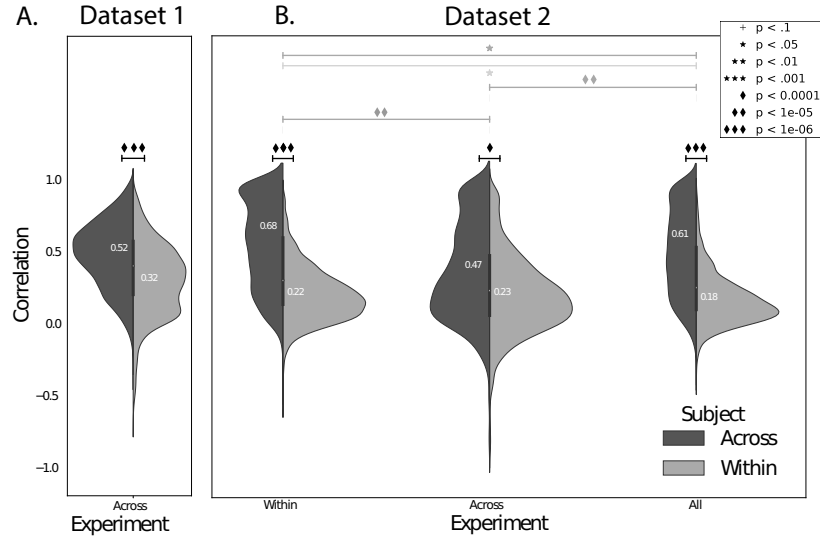 A.
Dataset 1
B.
Dataset 2
+ p < .1
★ p < .05
★★ p < .01
★★★ p < .001
♦ p < 0.0001
♦♦ p < 1e-05
♦♦♦ p < 1e-06
★
★
♦♦
♦♦
♦♦♦
♦♦♦
♦
♦♦♦
Correlation
1.0
0.5
0.0
−0.5
−1.0
0.52
0.32
0.68
0.22
0.47
0.23
0.61
0.18
Subject
Across
Within
Across
Experiment
Within
Across
All
Experiment